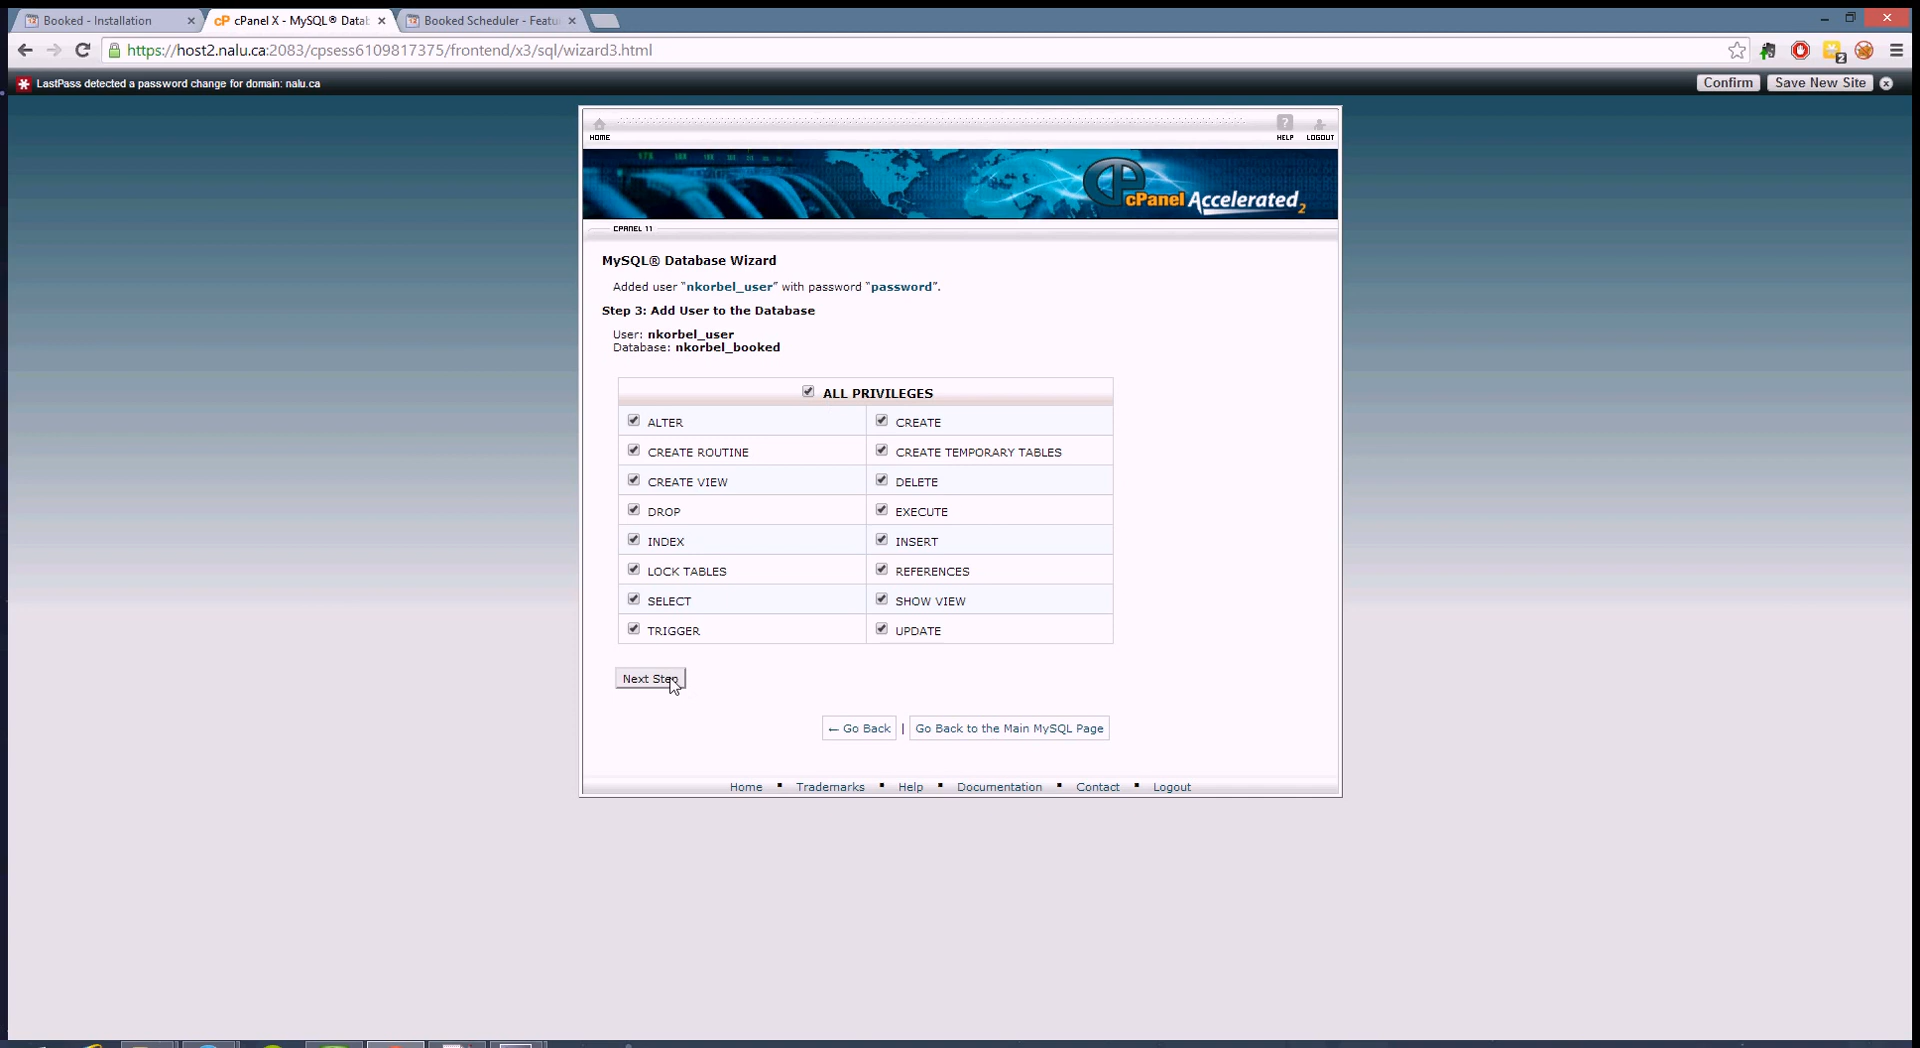 Booked - Installation
cPanel X - MySQL® Datab
Booked Scheduler - Featu
https://host2.nalu.ca:2083/cpsess6109817375/frontend/x3/sql/wizard3.html
2
LastPass detected a password change for domain: nalu.ca
Confirm
Save New Site
HOME
HELP
LOGOUT
cPanel Accelerated2
CPANEL 11
MySQL® Database Wizard
Added user “nkorbel_user” with password “password”.
Step 3: Add User to the Database
User: nkorbel_user
Database: nkorbel_booked
ALL PRIVILEGES
ALTER
CREATE
CREATE ROUTINE
CREATE TEMPORARY TABLES
CREATE VIEW
DELETE
DROP
EXECUTE
INDEX
INSERT
LOCK TABLES
REFERENCES
SELECT
SHOW VIEW
TRIGGER
UPDATE
Next Step
← Go Back | Go Back to the Main MySQL Page
Home ▪ Trademarks ▪ Help ▪ Documentation ▪ Contact ▪ Logout